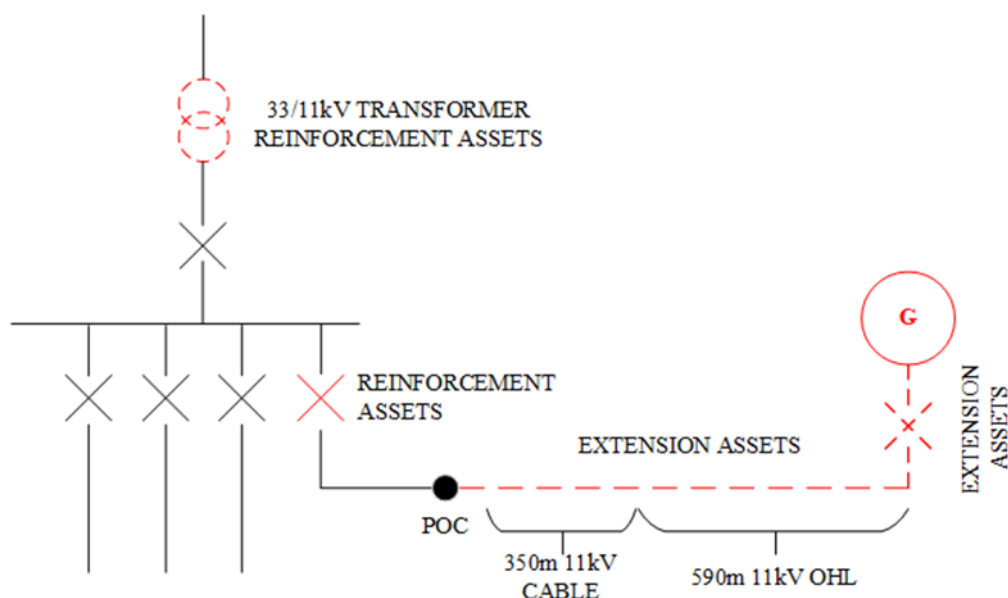 33/11kV TRANSFORMER
REINFORCEMENT ASSETS
G
REINFORCEMENT
ASSETS
EXTENSION ASSETS
EXTENSION
ASSETS
POC
350m 11kV
CABLE
590m 11kV OHL